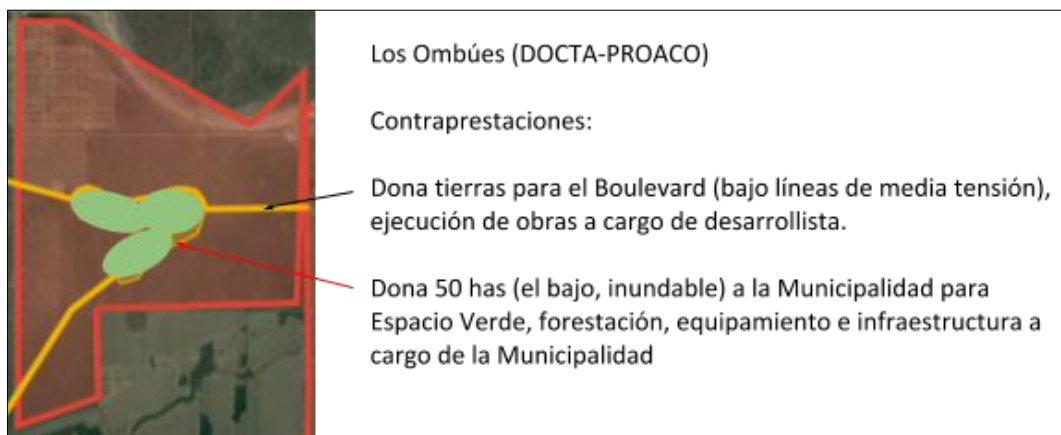 Los Ombúes (DOCTA-PROACO)
Contraprestaciones:
Dona tierras para el Boulevard (bajo líneas de media tensión),
ejecución de obras a cargo de desarrollista.
Dona 50 has (el bajo, inundable) a la Municipalidad para
Espacio Verde, forestación, equipamiento e infraestructura a
cargo de la Municipalidad